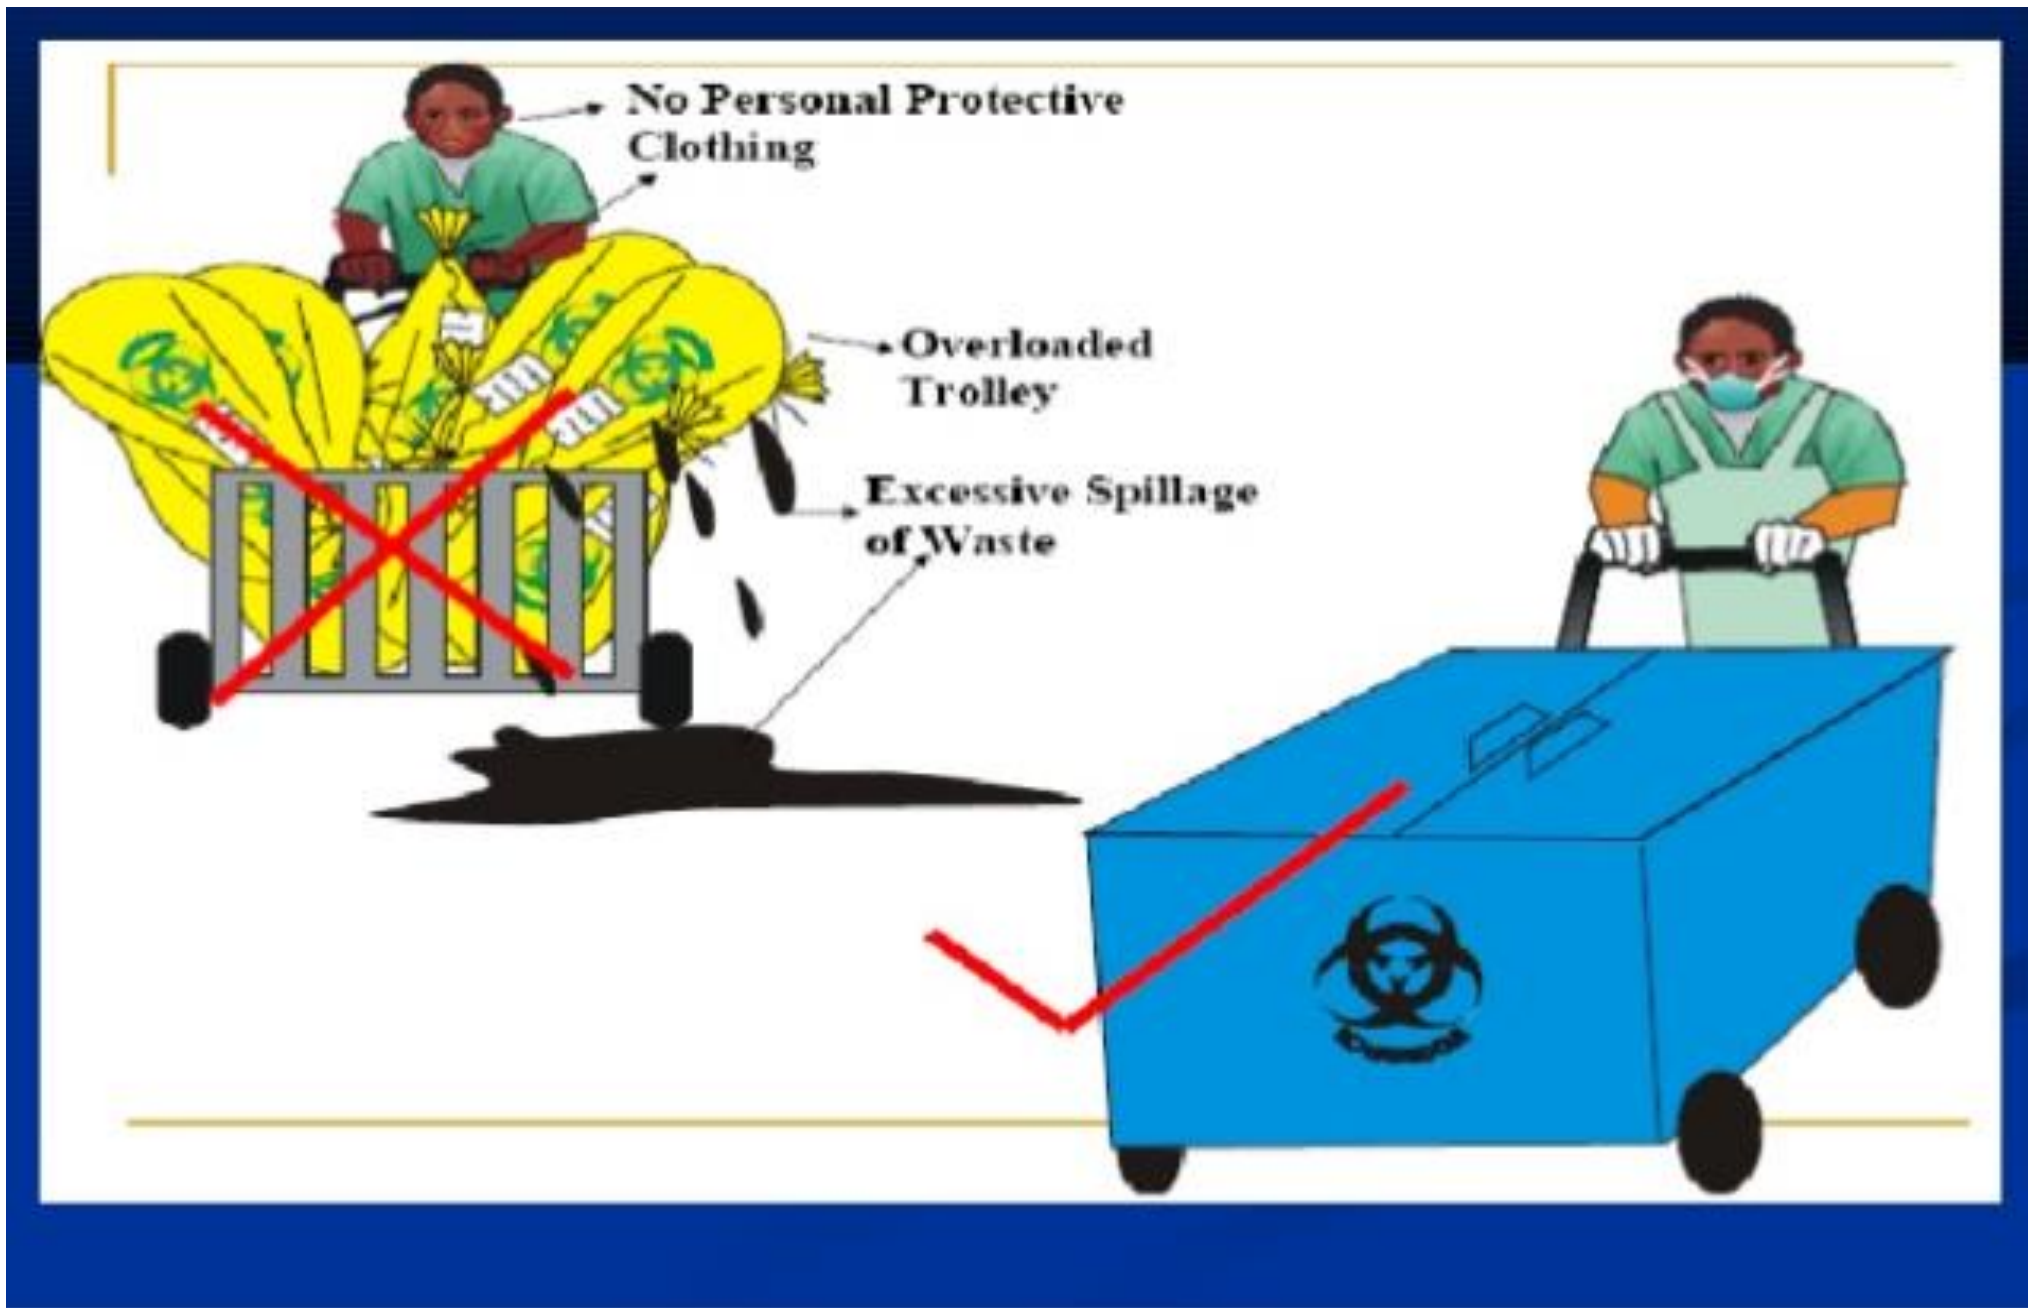 No Personal Protective
Clothing
Overloaded
Trolley
Excessive Spillage
of Waste